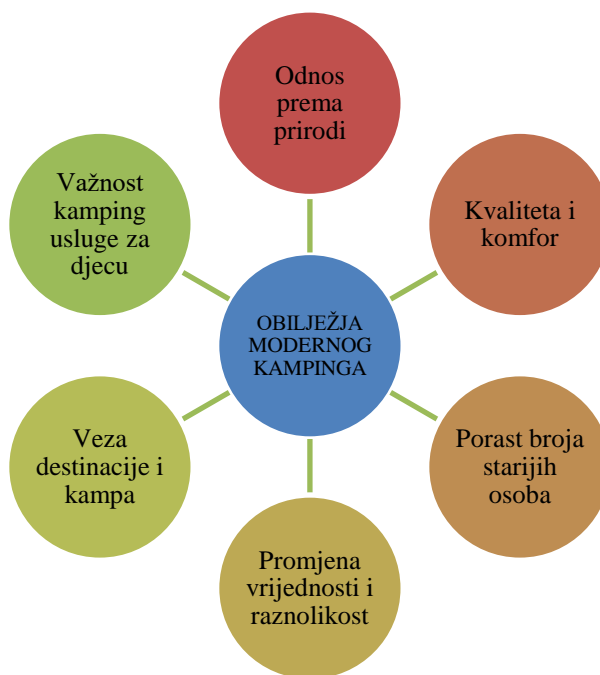 Odnos
prema
prirodi
Kvaliteta i
komfor
Porast broja
starijih
osoba
Promjena
vrijednosti i
raznolikost
Veza
destinacije i
kampa
Važnost
kamping
usluge za
djecu
OBILJEŽJA
MODERNOG
KAMPINGA